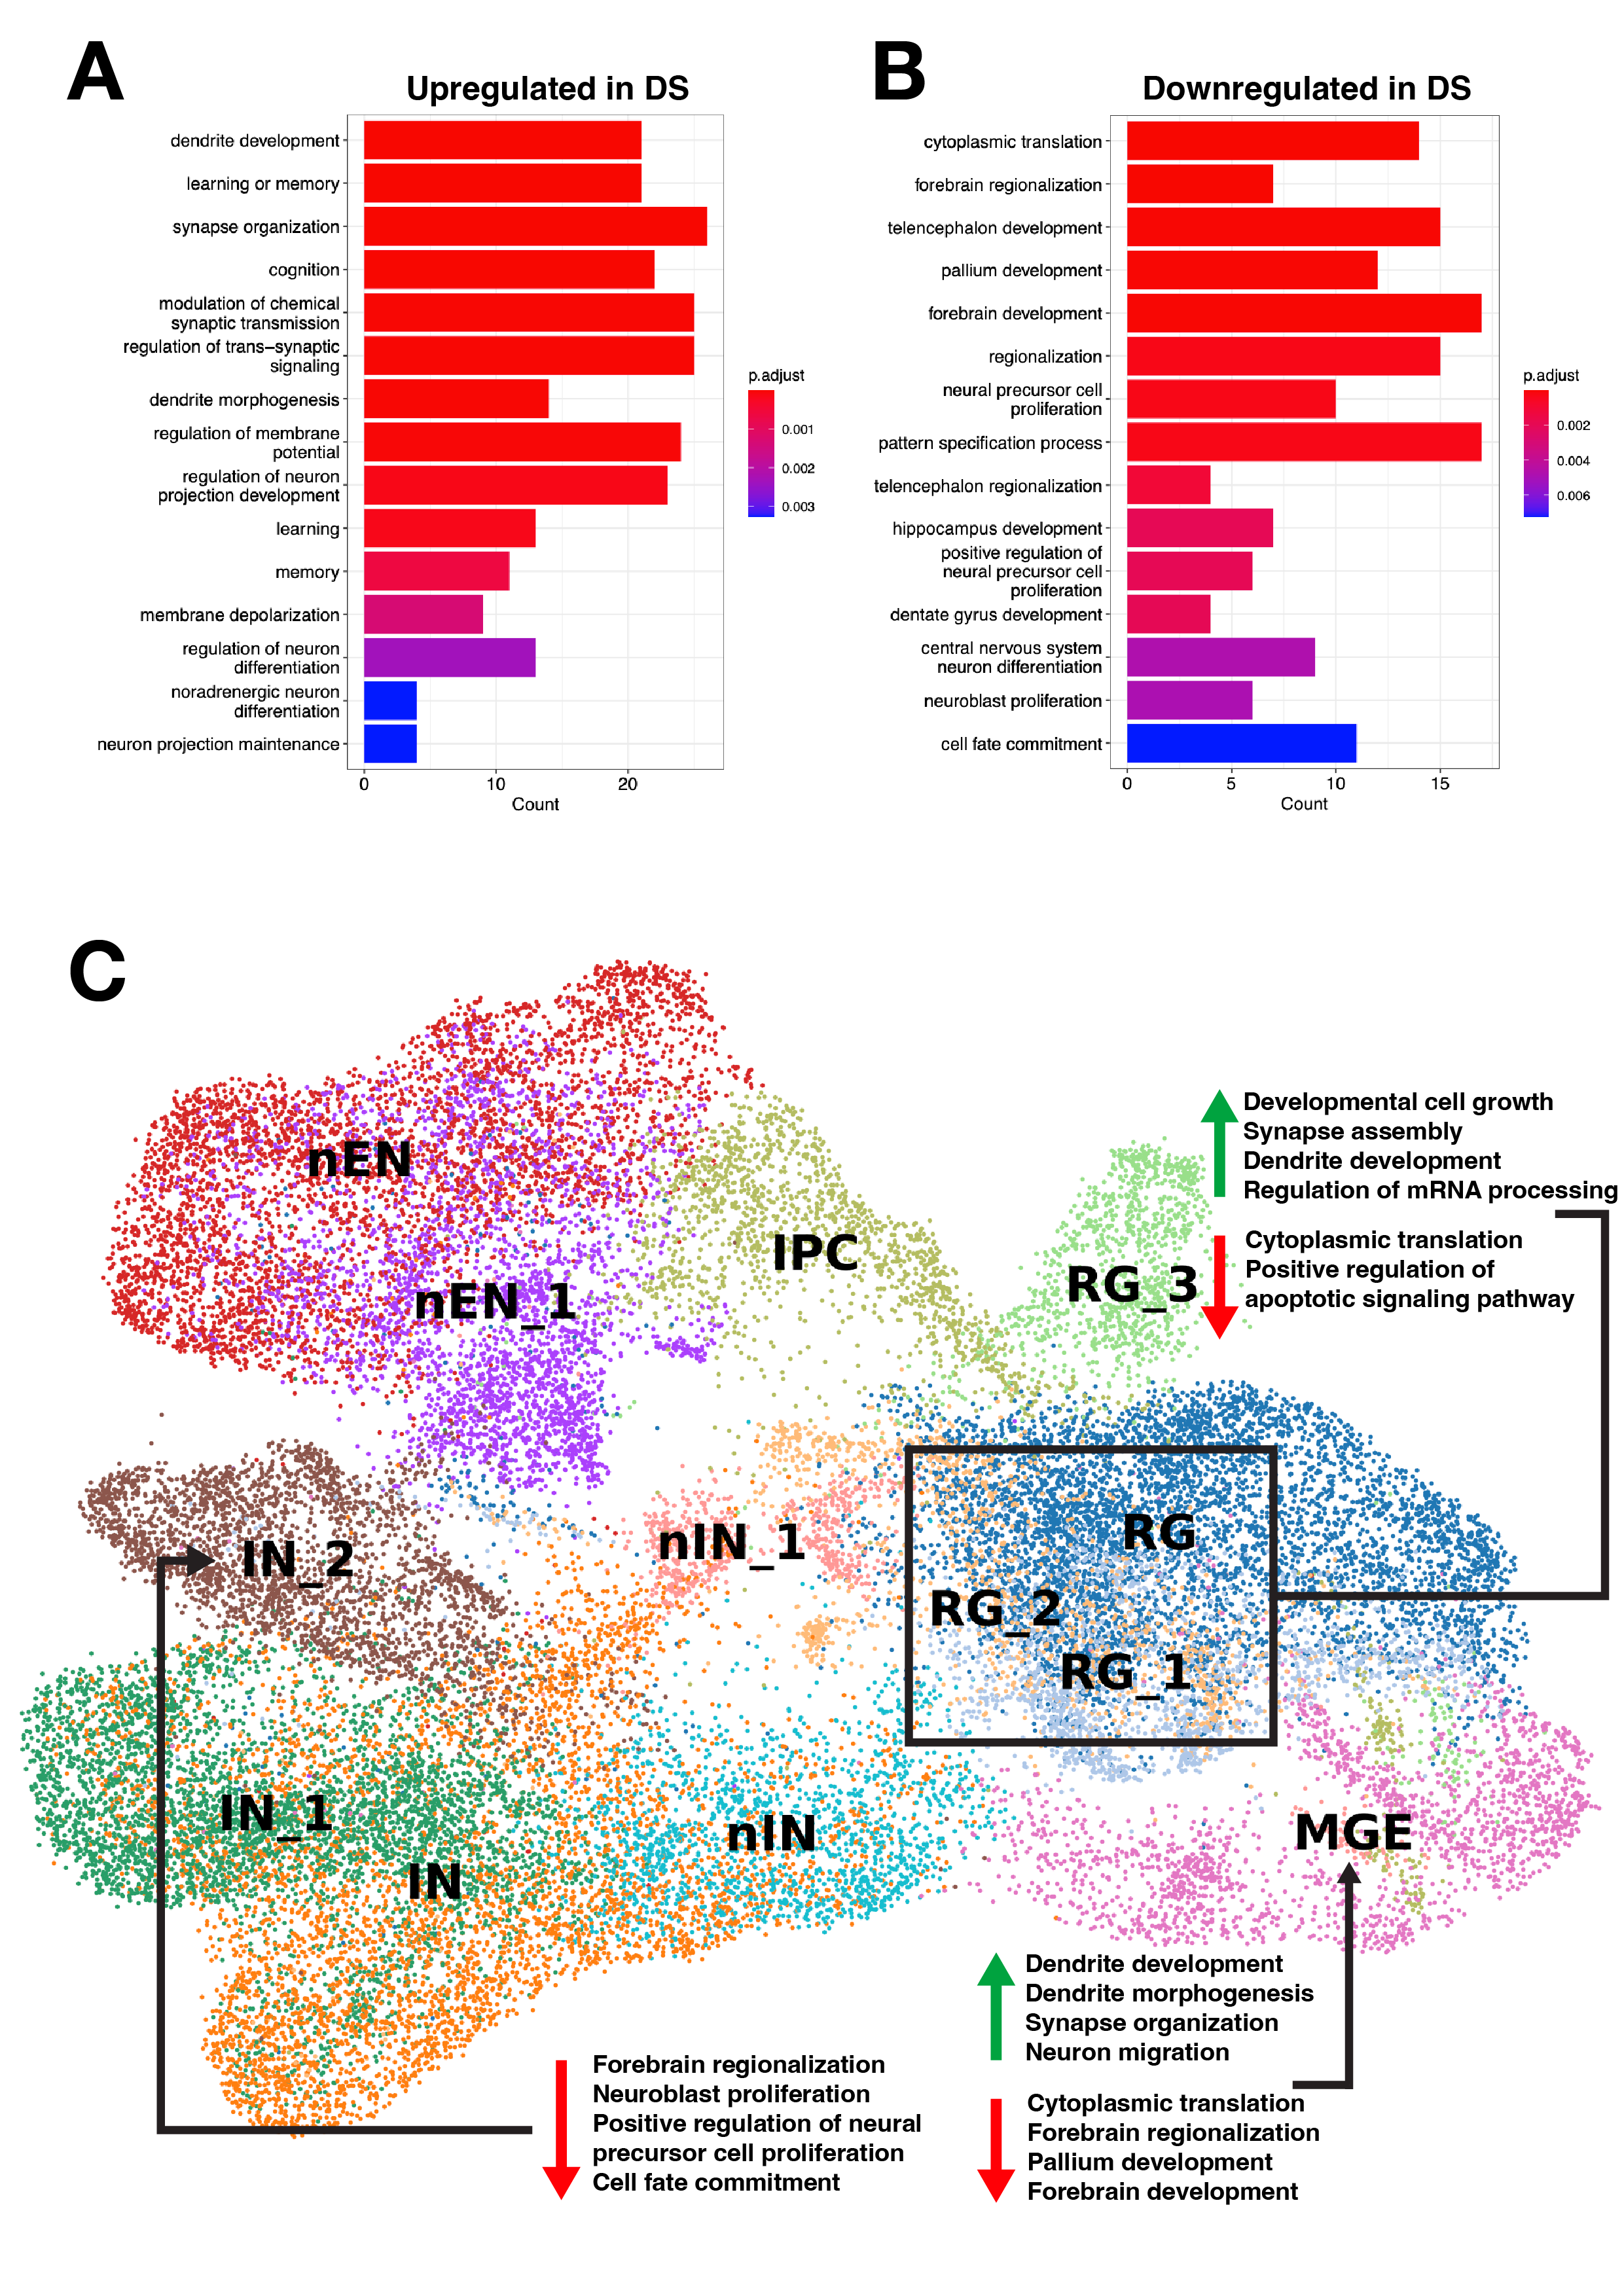 A
Upregulated in DS
dendrite development
learning or memory
synapse organization
cognition
modulation of chemical
synaptic transmission
regulation of trans−synaptic
signaling
dendrite morphogenesis
regulation of membrane
potential
regulation of neuron
projection development
learning
memory
membrane depolarization
regulation of neuron
differentiation
noradrenergic neuron
differentiation
neuron projection maintenance
0
10
20
Count
p.adjust
0.001
0.002
0.003
B
Downregulated in DS
cytoplasmic translation
forebrain regionalization
telencephalon development
pallium development
forebrain development
regionalization
neural precursor cell
proliferation
pattern specification process
telencephalon regionalization
hippocampus development
positive regulation of
neural precursor cell
proliferation
dentate gyrus development
central nervous system
neuron differentiation
neuroblast proliferation
cell fate commitment
0
5
10
15
Count
p.adjust
0.002
0.004
0.006
C
nEN
nEN_1
IPC
RG_3
Developmental cell growth
Synapse assembly
Dendrite development
Regulation of mRNA processing
Cytoplasmic translation
Positive regulation of
apoptotic signaling pathway
IN_2
nIN_1
RG
RG_2
RG_1
IN_1
IN
nIN
MGE
Dendrite development
Dendrite morphogenesis
Synapse organization
Neuron migration
Forebrain regionalization
Neuroblast proliferation
Positive regulation of neural
precursor cell proliferation
Cell fate commitment
Cytoplasmic translation
Forebrain regionalization
Pallium development
Forebrain development